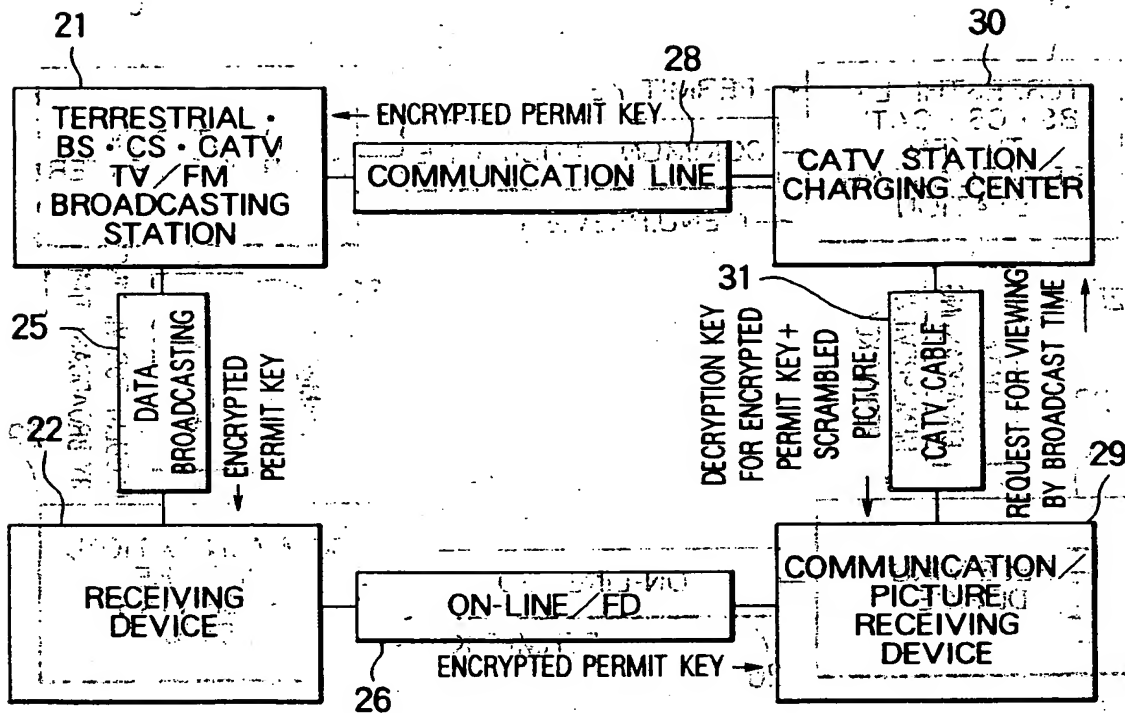 21
TERRESTRIAL・
BS・CS・CATV
TV/FM
BROADCASTING
STATION
← ENCRYPTED PERMIT KEY
28
COMMUNICATION LINE
30
CATV STATION/
CHARGING CENTER
25
DATA
BROADCASTING
ENCRYPTED
PERMIT KEY
→
DECRYPTION KEY
FOR ENCRYPTED
PERMIT KEY+
SCRAMBLED
PICTURE
→
31
CATV CABLE
REQUEST FOR VIEWING
BY BROADCAST TIME
→
22
RECEIVING
DEVICE
ON-LINE/FD
26
ENCRYPTED PERMIT KEY →
29
COMMUNICATION/
PICTURE
RECEIVING
DEVICE